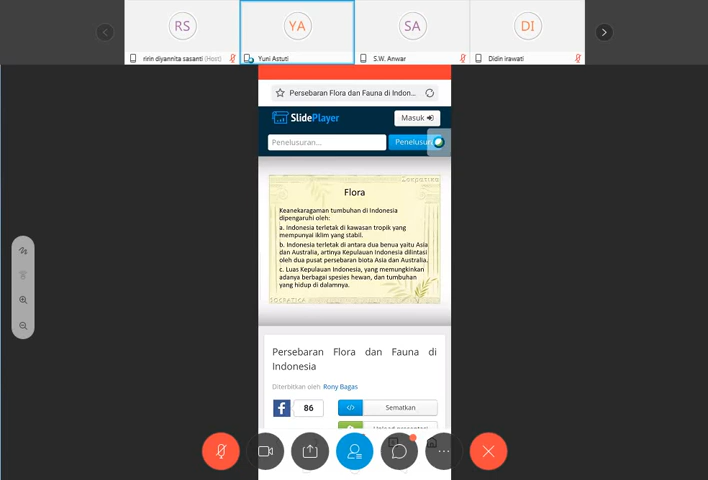 RS
YA
SA
DI
ririn diyannita sasanti (Host)
Yuni Astuti
S.W. Anwar
Didin irawati
Persebaran Flora dan Fauna di Indon...
SlidePlayer
Masuk
Penelusuran...
Penelusur
Socratica
Flora
Keanekaragaman tumbuhan di Indonesia
dipengaruhi oleh:
a. Indonesia terletak di kawasan tropik yang
mempunyai iklim yang stabil.
b. Indonesia terletak di antara dua benua yaitu Asia
dan Australia, artinya Kepulauan Indonesia dilintasi
oleh dua pusat persebaran biota Asia dan Australia.
c. Luas Kepulauan Indonesia, yang memungkinkan
adanya berbagai spesies hewan, dan tumbuhan
yang hidup di dalamnya.
SOCRATICA
Persebaran Flora dan Fauna di
Indonesia
Diterbitkan oleh Rony Bagas
86
Sematkan